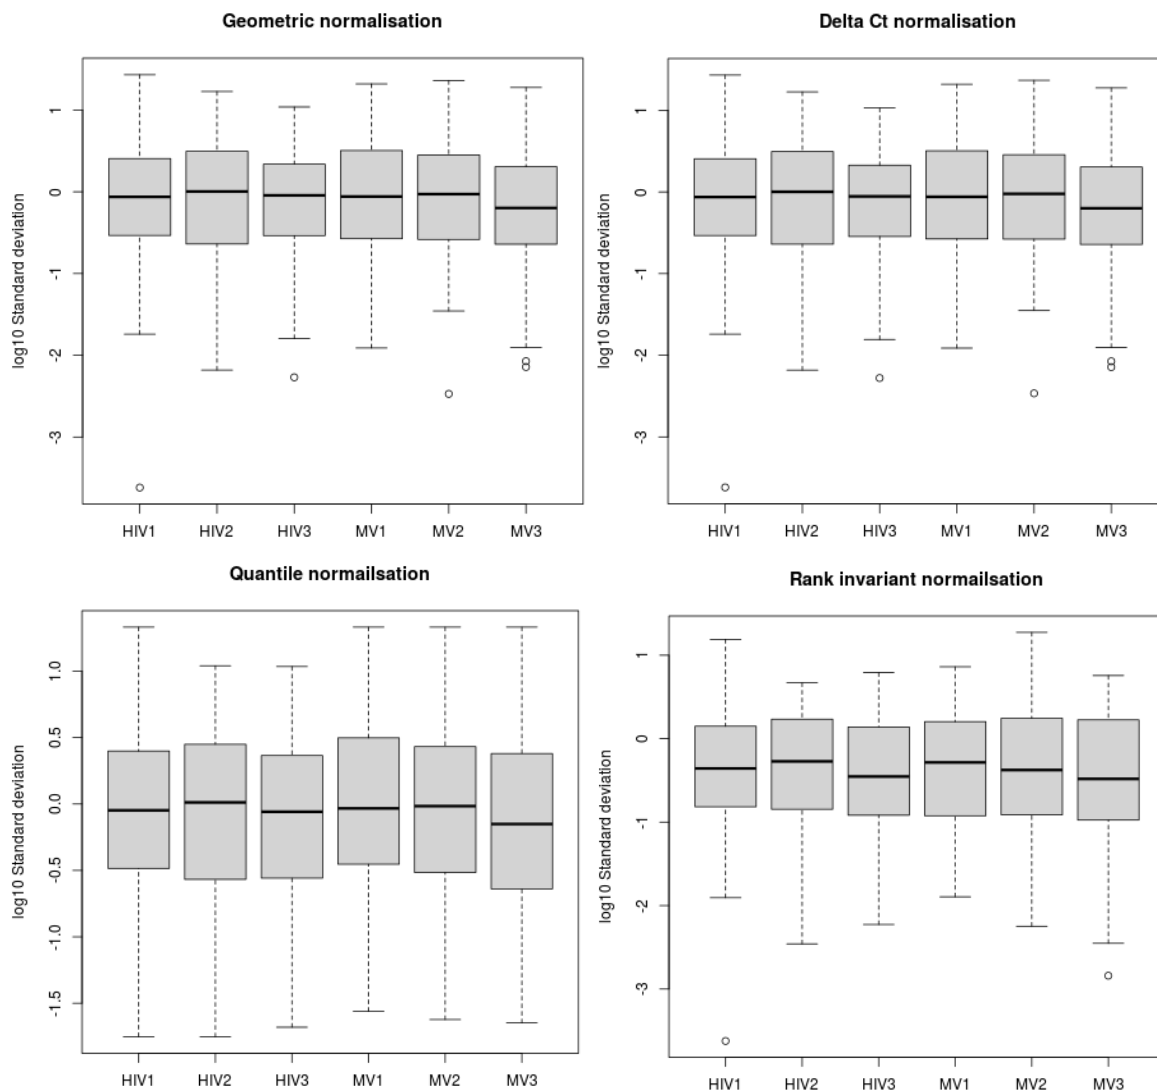 Geometric normalisation
log10 Standard deviation
1
0
-1
-2
-3
HIV1 HIV2 HIV3 MV1 MV2 MV3
Delta Ct normalisation
log10 Standard deviation
1
0
-1
-2
-3
HIV1 HIV2 HIV3 MV1 MV2 MV3
Quantile normailsation
log10 Standard deviation
1.0
0.5
0.0
-0.5
-1.0
-1.5
HIV1 HIV2 HIV3 MV1 MV2 MV3
Rank invariant normailsation
log10 Standard deviation
1
0
-1
-2
-3
HIV1 HIV2 HIV3 MV1 MV2 MV3